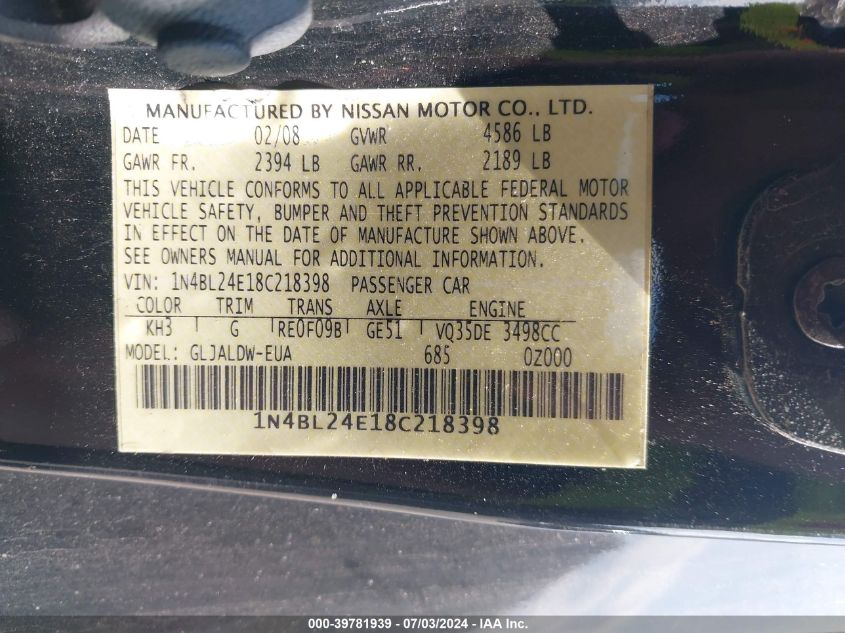 MANUFACTURED BY NISSAN MOTOR CO., LTD.
DATE 02/08 GVWR 4586 LB
GAWR FR. 2394 LB GAWR RR. 2189 LB
THIS VEHICLE CONFORMS TO ALL APPLICABLE FEDERAL MOTOR
VEHICLE SAFETY, BUMPER AND THEFT PREVENTION STANDARDS
IN EFFECT ON THE DATE OF MANUFACTURE SHOWN ABOVE.
SEE OWNERS MANUAL FOR ADDITIONAL INFORMATION.
VIN: 1N4BL24E18C218398 PASSENGER CAR
COLOR TRIM TRANS AXLE ENGINE
KH3 G RE0F09B GE51 VQ35DE 3498CC
MODEL: GLJALDW-EUA 685 0Z000
1N4BL24E18C218398
000-39781939 - 07/03/2024 - IAA Inc.